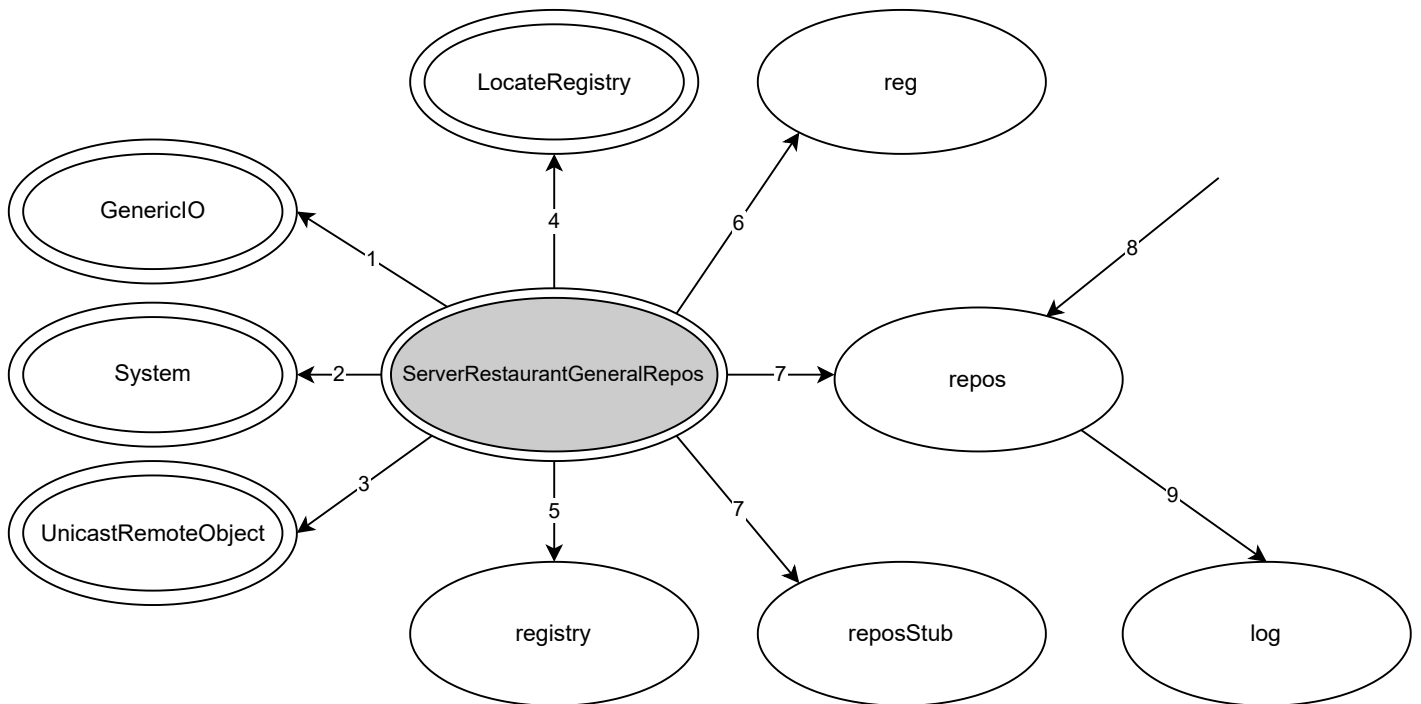 LocateRegistry
reg
GenericIO
4
6
8
1
System
2
ServerRestaurantGeneralRepos
7
repos
3
5
7
9
UnicastRemoteObject
registry
reposStub
log